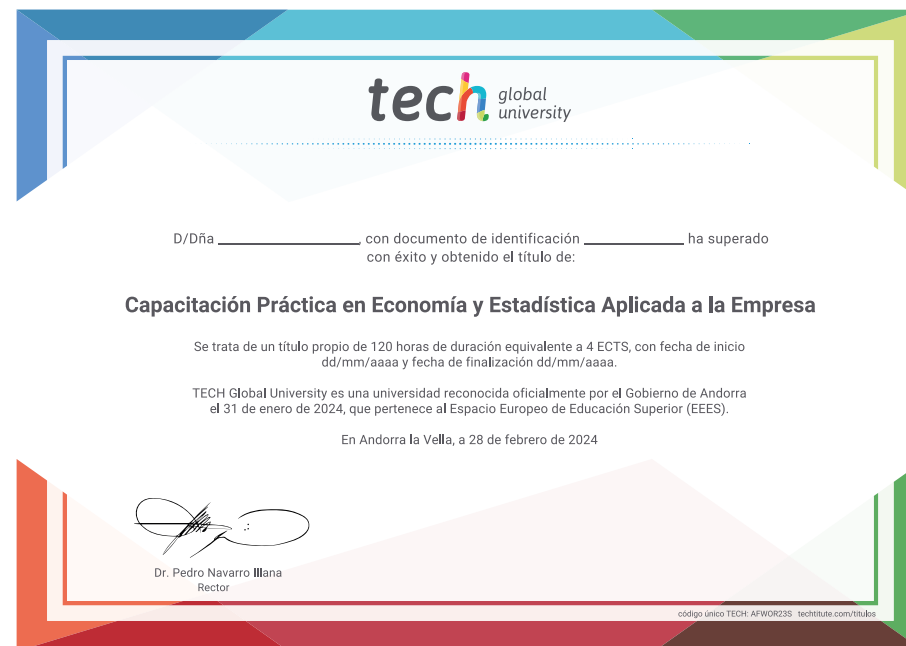 tech global university
D/Dña ____________________, con documento de identificación ______________ ha superado
con éxito y obtenido el título de:
Capacitación Práctica en Economía y Estadística Aplicada a la Empresa
Se trata de un título propio de 120 horas de duración equivalente a 4 ECTS, con fecha de inicio
dd/mm/aaaa y fecha de finalización dd/mm/aaaa.
TECH Global University es una universidad reconocida oficialmente por el Gobierno de Andorra
el 31 de enero de 2024, que pertenece al Espacio Europeo de Educación Superior (EEES).
En Andorra la Vella, a 28 de febrero de 2024
Dr. Pedro Navarro Illana
Rector
código único TECH: AFWOR23S techtitute.com/titulos